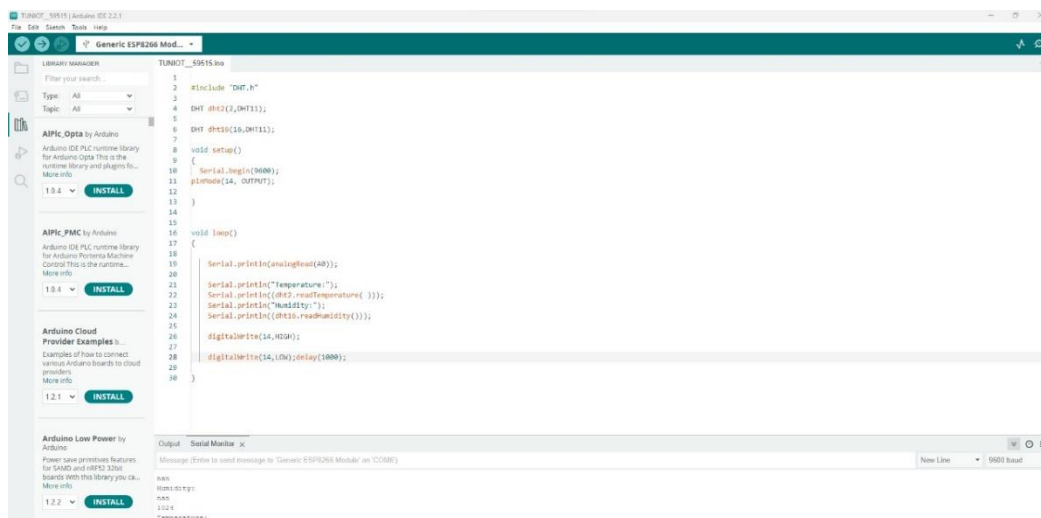 TUNIOT__59515 | Arduino IDE 2.2.1
File Edit Sketch Tools Help
Generic ESP8266 Mod...
LIBRARY MANAGER
Filter your search...
Type: All
Topic: All
AlPlc_Opta by Arduino
Arduino IDE PLC runtime library
for Arduino Opta This is the
runtime library and plugins fo...
More info
1.0.4 INSTALL
AlPlc_PMC by Arduino
Arduino IDE PLC runtime library
for Arduino Portenta Machine
Control This is the runtime...
More info
1.0.4 INSTALL
Arduino Cloud
Provider Examples b...
Examples of how to connect
various Arduino boards to cloud
providers
More info
1.2.1 INSTALL
Arduino Low Power by
Arduino
Power save primitives features
for SAMD and nRF52 32bit
boards With this library you ca...
More info
1.2.2 INSTALL
TUNIOT__59515.ino
1
2 #include "DHT.h"
3
4 DHT dht2(2,DHT11);
5
6 DHT dht16(16,DHT11);
7
8 void setup()
9 {
10 Serial.begin(9600);
11 pinMode(14, OUTPUT);
12
13 }
14
15
16 void loop()
17 {
18
19 Serial.println(analogRead(A0));
20
21 Serial.println("Temperature:");
22 Serial.println((dht2.readTemperature( )));
23 Serial.println("Humidity:");
24 Serial.println((dht16.readHumidity()));
25
26 digitalWrite(14,HIGH);
27
28 digitalWrite(14,LOW);delay(1000);
29
30 }
Output Serial Monitor x
Message (Enter to send message to 'Generic ESP8266 Module' on 'COM6')
New Line 9600 baud
nan
Humidity:
nan
1024
Temperature: